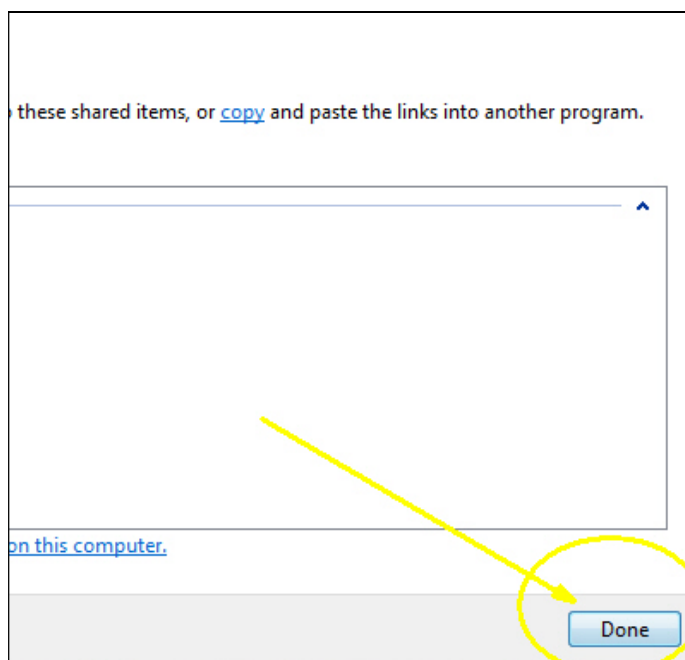 these shared items, or copy and paste the links into another program.
on this computer.
Done